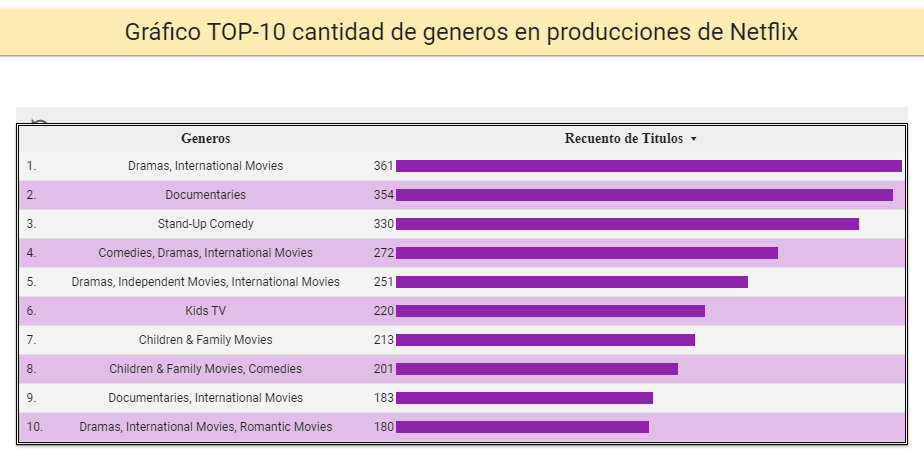 Gráfico TOP-10 cantidad de generos en producciones de Netflix
Generos Recuento de Titulos
1. Dramas, International Movies 361
2. Documentaries 354
3. Stand-Up Comedy 330
4. Comedies, Dramas, International Movies 272
5. Dramas, Independent Movies, International Movies 251
6. Kids TV 220
7. Children & Family Movies 213
8. Children & Family Movies, Comedies 201
9. Documentaries, International Movies 183
10. Dramas, International Movies, Romantic Movies 180